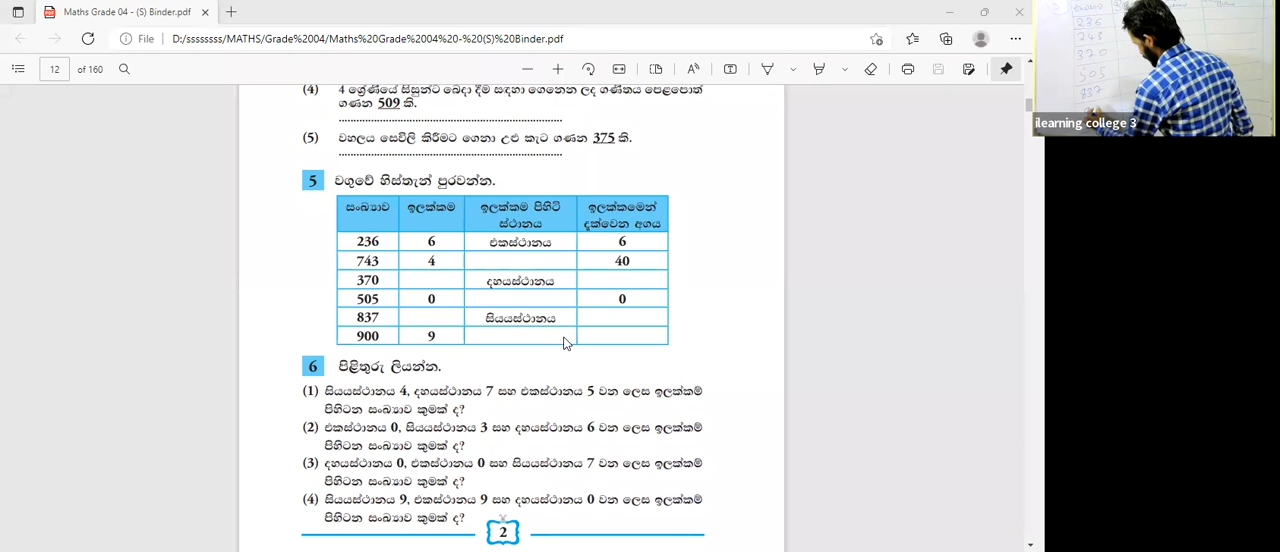 Maths Grade 04 - (S) Binder.pdf
File
D:/ssssssss/MATHS/Grade%2004/Maths%20Grade%2004%20-%20(S)%20Binder.pdf
12 of 160
(4) 4 ශ්‍රේණියේ සිසුන්ට බෙදා දීම සඳහා ගෙනෙන ලද ගණිතය පෙළපොත්
ගණන 509 කි.
(5) වහලය සෙවිලි කිරීමට ගෙනා උළු කැට ගණන 375 කි.
5 වගුවේ හිස්තැන් පුරවන්න.
සංඛ්‍යාව ඉලක්කම ඉලක්කම පිහිටි ඉලක්කමෙන්
ස්ථානය දැක්වෙන අගය
236 6 එකස්ථානය 6
743 4 40
370 දහයස්ථානය
505 0 0
837 සියයස්ථානය
900 9
6 පිළිතුරු ලියන්න.
(1) සියයස්ථානය 4, දහයස්ථානය 7 සහ එකස්ථානය 5 වන ලෙස ඉලක්කම්
පිහිටන සංඛ්‍යාව කුමක් ද?
(2) එකස්ථානය 0, සියයස්ථානය 3 සහ දහයස්ථානය 6 වන ලෙස ඉලක්කම්
පිහිටන සංඛ්‍යාව කුමක් ද?
(3) දහයස්ථානය 0, එකස්ථානය 0 සහ සියයස්ථානය 7 වන ලෙස ඉලක්කම්
පිහිටන සංඛ්‍යාව කුමක් ද?
(4) සියයස්ථානය 9, එකස්ථානය 9 සහ දහයස්ථානය 0 වන ලෙස ඉලක්කම්
පිහිටන සංඛ්‍යාව කුමක් ද?
2
236
243
370
505
837
ilearning college 3